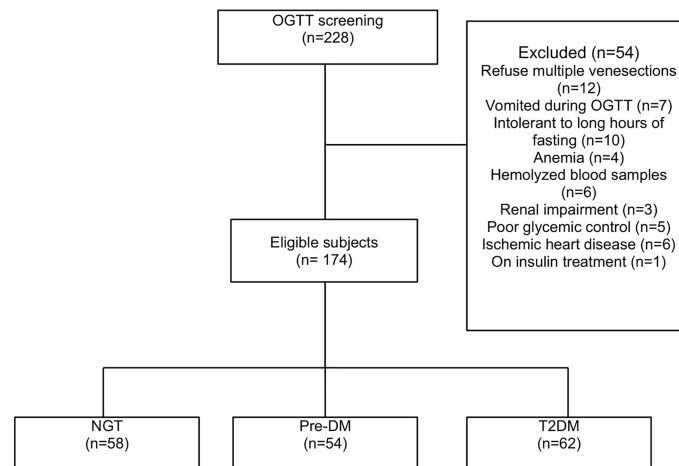 OGTT screening
(n=228)
Excluded (n=54)
Refuse multiple venesections
(n=12)
Vomited during OGTT (n=7)
Intolerant to long hours of
fasting (n=10)
Anemia (n=4)
Hemolyzed blood samples
(n=6)
Renal impairment (n=3)
Poor glycemic control (n=5)
Ischemic heart disease (n=6)
On insulin treatment (n=1)
Eligible subjects
(n= 174)
NGT
(n=58)
Pre-DM
(n=54)
T2DM
(n=62)